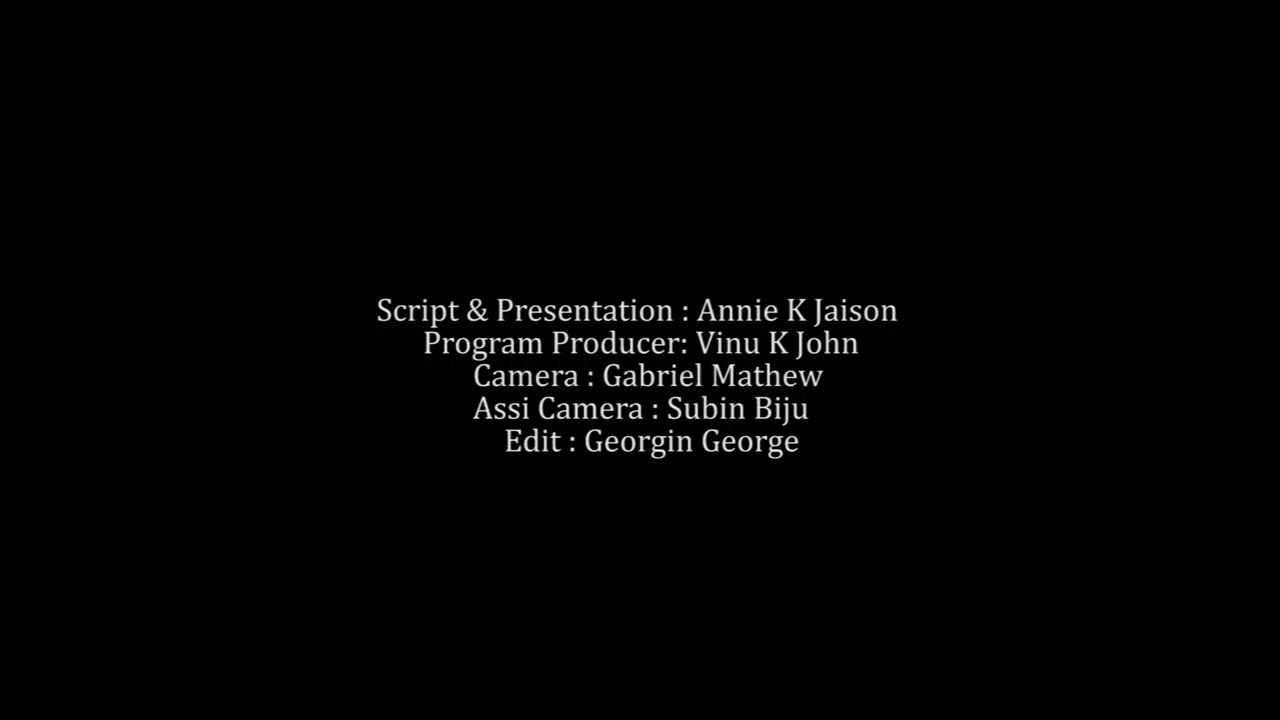 Script & Presentation : Annie K Jaison
Program Producer: Vinu K John
Camera : Gabriel Mathew
Assi Camera : Subin Biju
Edit : Georgin George